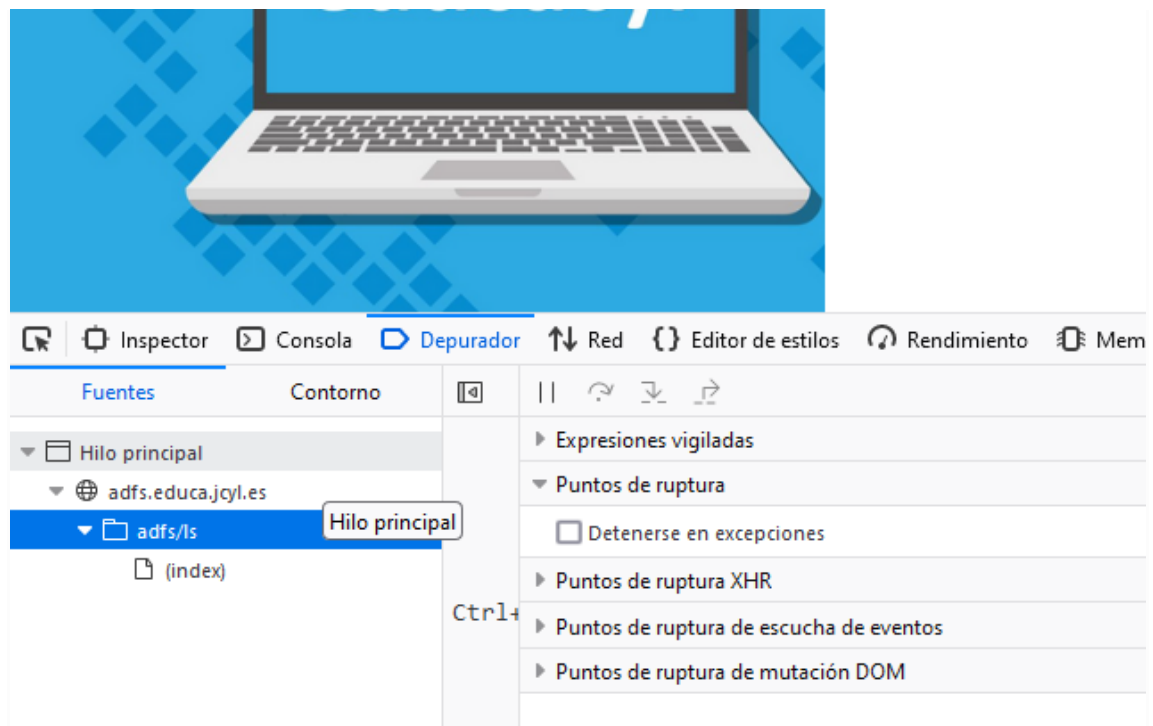 Inspector Consola Depurador Red Editor de estilos Rendimiento Mem
Fuentes Contorno
Hilo principal
adfs.educa.jcyl.es
adfs/ls
(index)
Hilo principal
Ctrl+
Expresiones vigiladas
Puntos de ruptura
Detenerse en excepciones
Puntos de ruptura XHR
Puntos de ruptura de escucha de eventos
Puntos de ruptura de mutación DOM